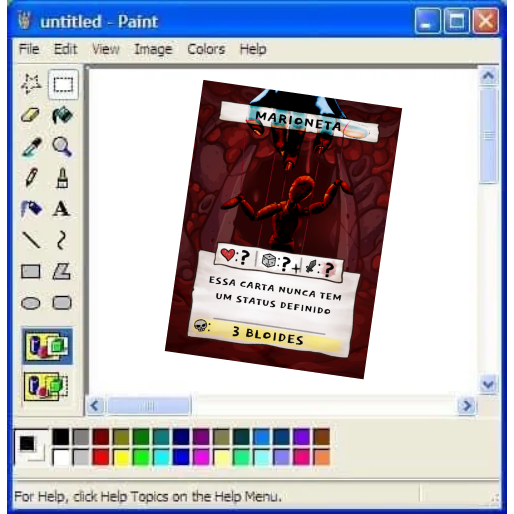 untitled - Paint
File Edit View Image Colors Help
A
MARIONETA
:? :?+ :?
ESSA CARTA NUNCA TEM
UM STATUS DEFINIDO
: 3 BLOIDES
For Help, click Help Topics on the Help Menu.